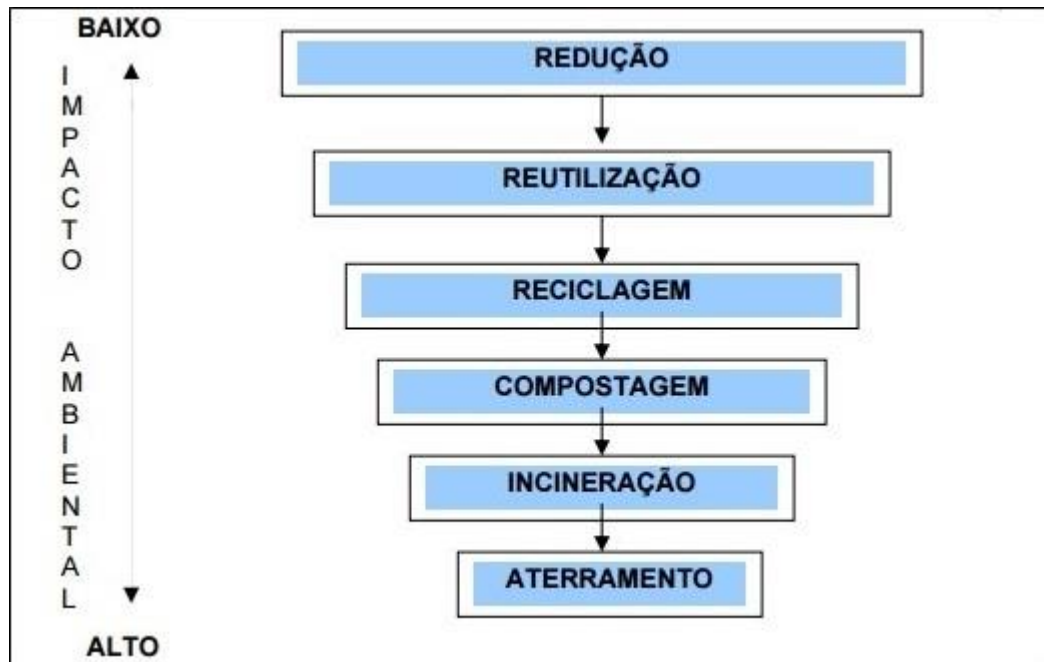 BAIXO
IMPACTO AMBIENTAL
ALTO
REDUÇÃO
REUTILIZAÇÃO
RECICLAGEM
COMPOSTAGEM
INCINERAÇÃO
ATERRAMENTO